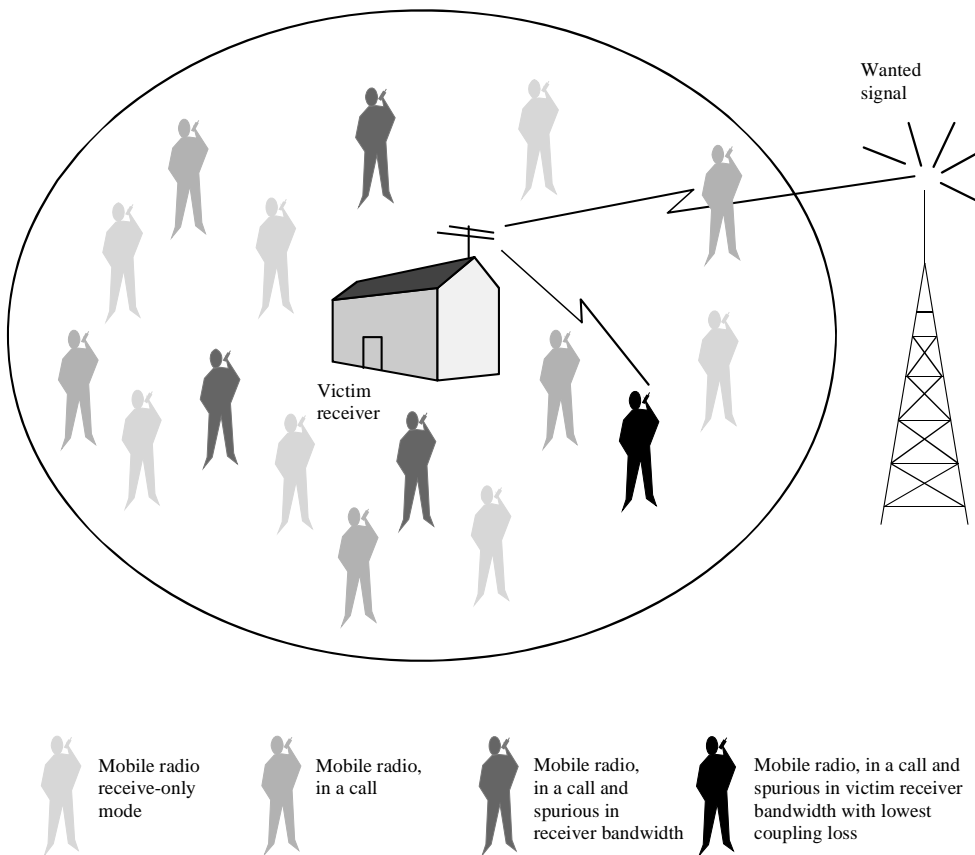 Wanted
signal
Victim
receiver
Mobile radio
receive-only
mode
Mobile radio,
in a call
Mobile radio,
in a call and
spurious in
receiver bandwidth
Mobile radio, in a call and
spurious in victim receiver
bandwidth with lowest
coupling loss